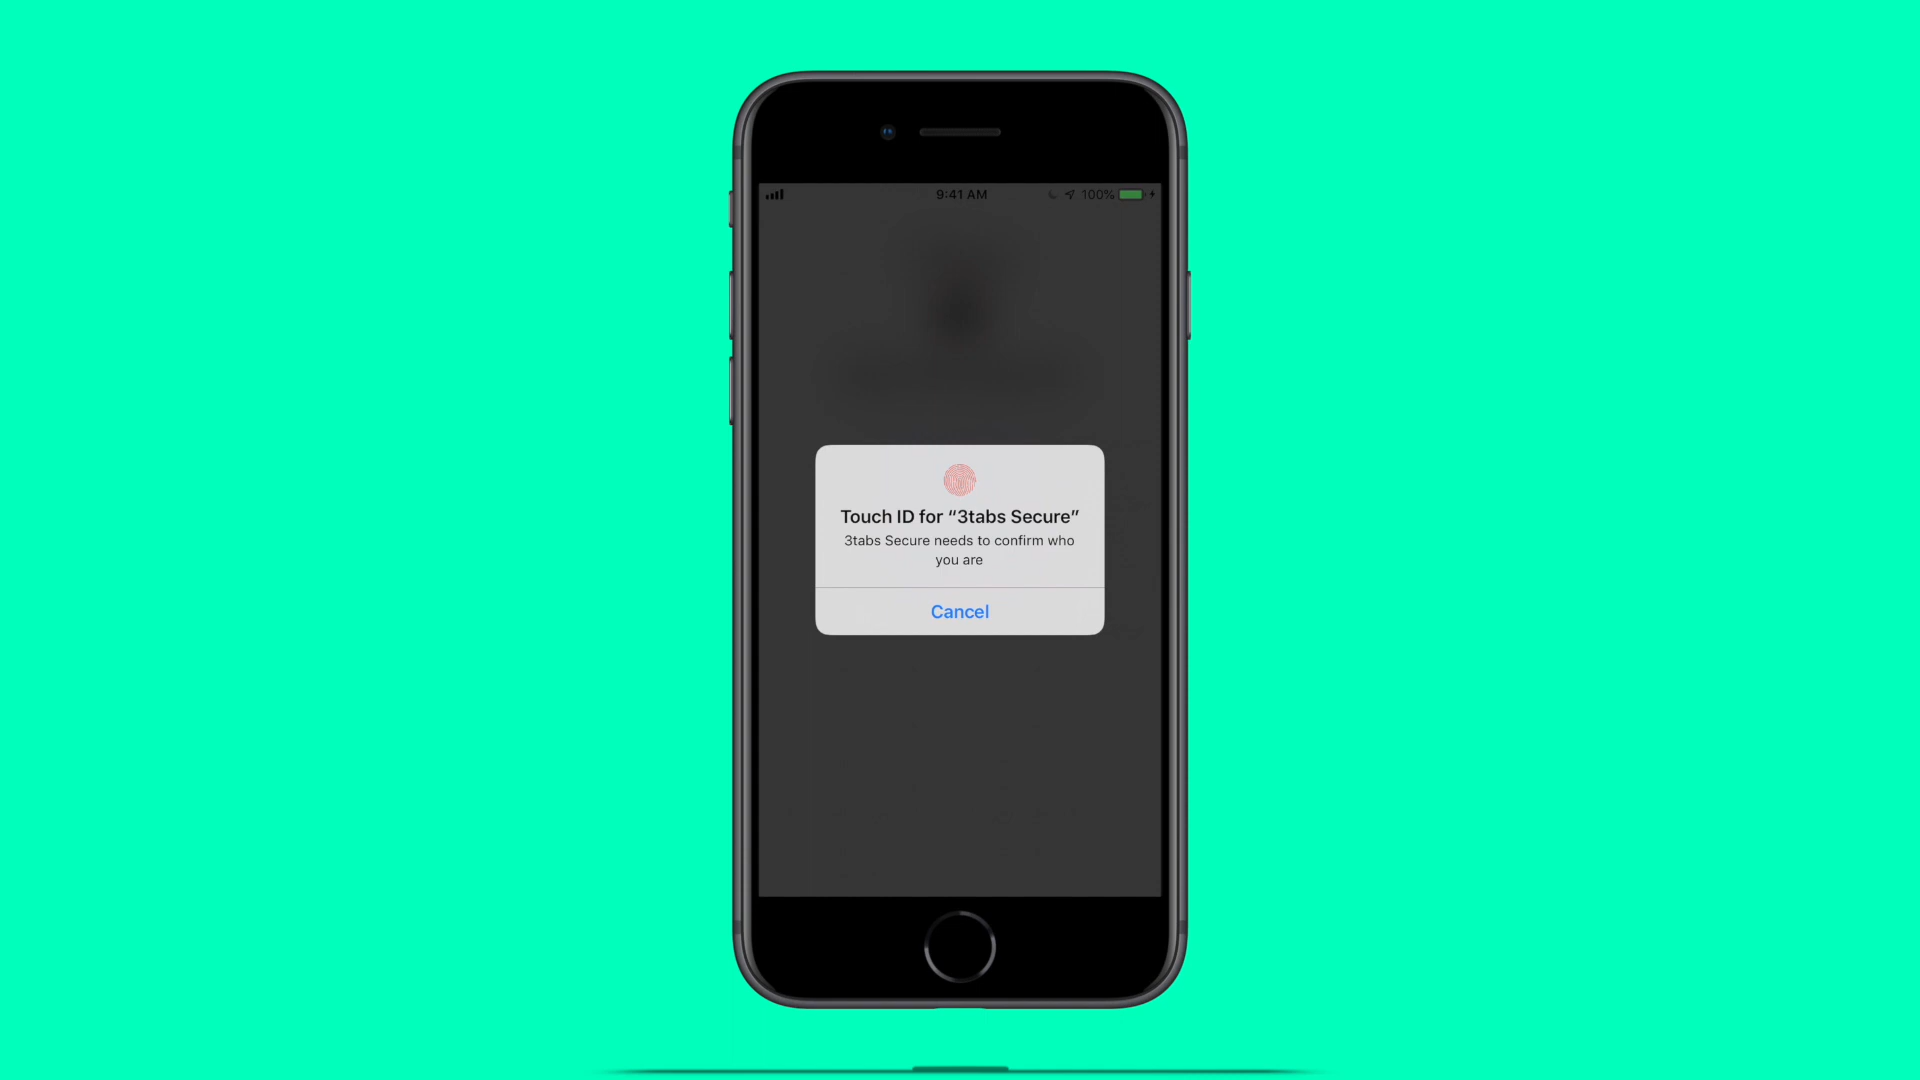 9:41 AM 100%
Touch ID for “3tabs Secure”
3tabs Secure needs to confirm who
you are
Cancel